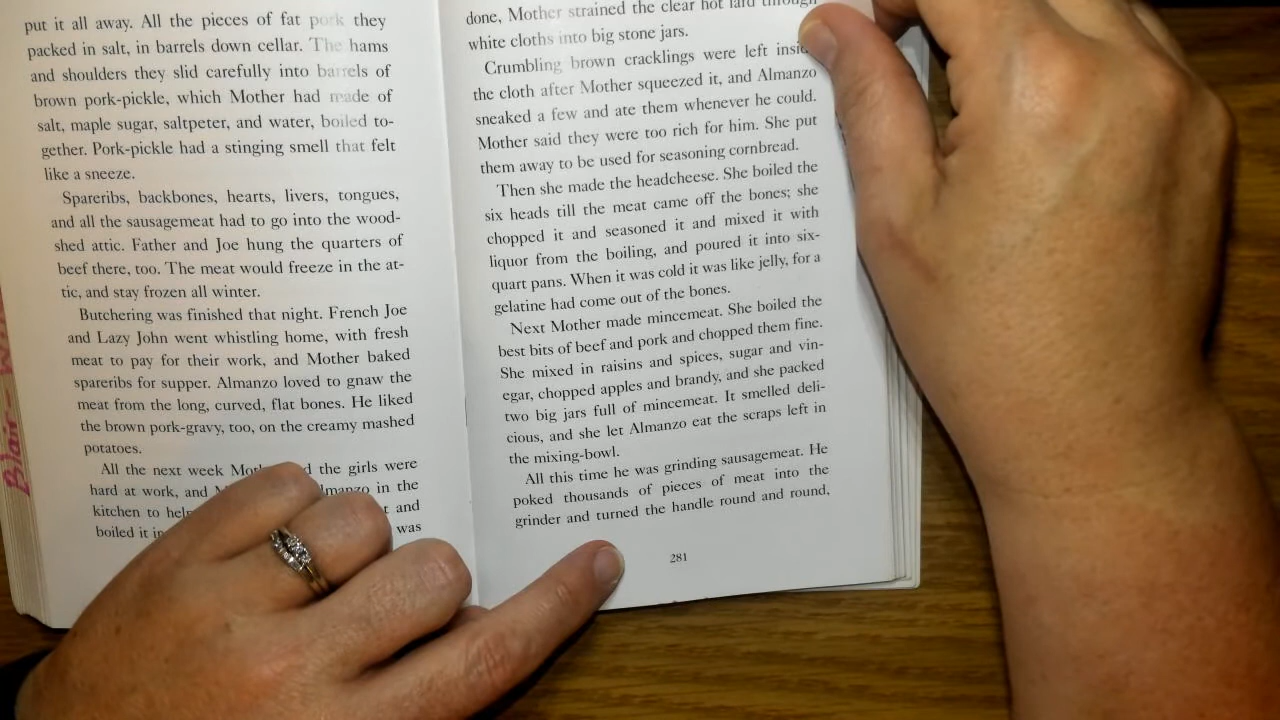 put it all away. All the pieces of fat pork they
packed in salt, in barrels down cellar. The hams
and shoulders they slid carefully into barrels of
brown pork-pickle, which Mother had made of
salt, maple sugar, saltpeter, and water, boiled to-
gether. Pork-pickle had a stinging smell that felt
like a sneeze.
Spareribs, backbones, hearts, livers, tongues,
and all the sausagemeat had to go into the wood-
shed attic. Father and Joe hung the quarters of
beef there, too. The meat would freeze in the at-
tic, and stay frozen all winter.
Butchering was finished that night. French Joe
and Lazy John went whistling home, with fresh
meat to pay for their work, and Mother baked
spareribs for supper. Almanzo loved to gnaw the
meat from the long, curved, flat bones. He liked
the brown pork-gravy, too, on the creamy mashed
potatoes.
All the next week the girls were
hard at work, and in the
kitchen to and
boiled it was
done, Mother strained the clear hot lard through
white cloths into big stone jars.
Crumbling brown cracklings were left inside
the cloth after Mother squeezed it, and Almanzo
sneaked a few and ate them whenever he could.
Mother said they were too rich for him. She put
them away to be used for seasoning cornbread.
Then she made the headcheese. She boiled the
six heads till the meat came off the bones; she
chopped it and seasoned it and mixed it with
liquor from the boiling, and poured it into six-
quart pans. When it was cold it was like jelly, for a
gelatine had come out of the bones.
Next Mother made mincemeat. She boiled the
best bits of beef and pork and chopped them fine.
She mixed in raisins and spices, sugar and vin-
egar, chopped apples and brandy, and she packed
two big jars full of mincemeat. It smelled deli-
cious, and she let Almanzo eat the scraps left in
the mixing-bowl.
All this time he was grinding sausagemeat. He
poked thousands of pieces of meat into the
grinder and turned the handle round and round,
281
Blair-